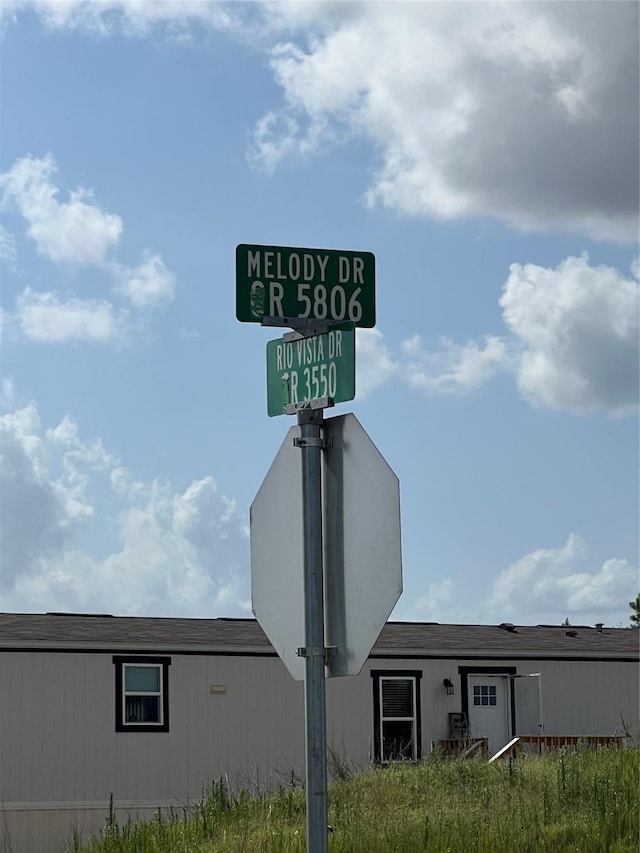 MELODY DR
CR 5806
RIO VISTA DR
CR 3550